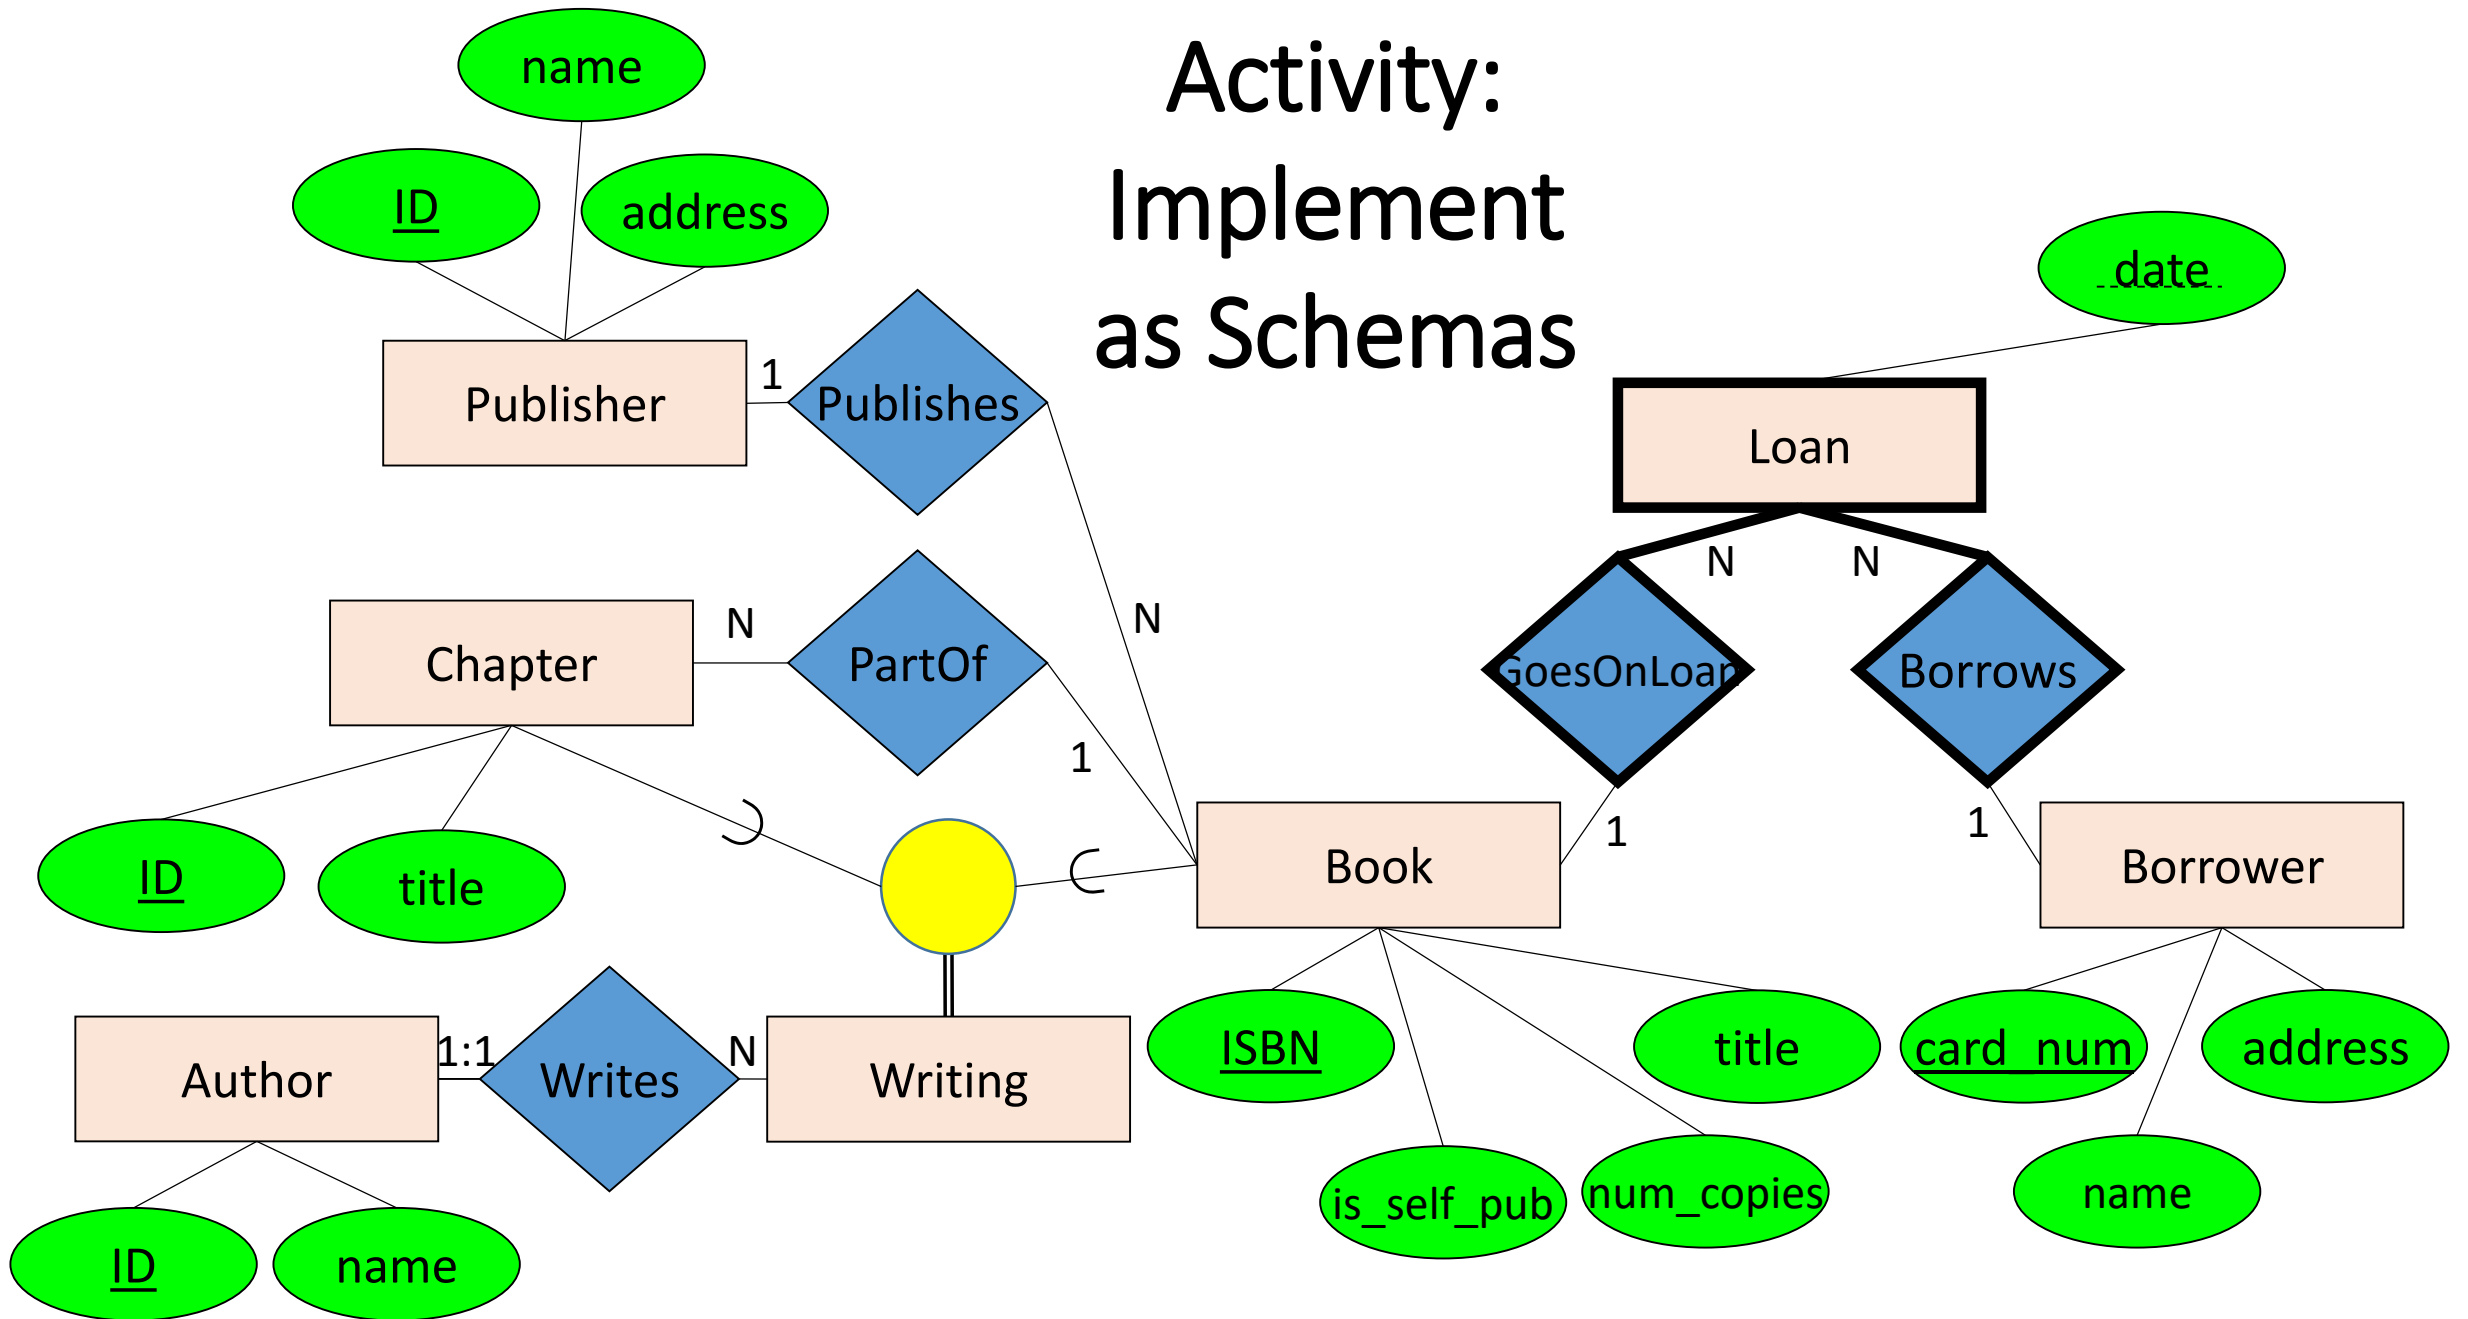 Activity:
Implement
as Schemas
name
ID
address
date
Publisher
1
Publishes
Loan
N
N
N
Chapter
N
PartOf
GoesOnLoan
Borrows
1
1
1
Book
Borrower
ID
title
Author
1:1
Writes
N
Writing
ISBN
title
card_num
address
is_self_pub
num_copies
name
ID
name